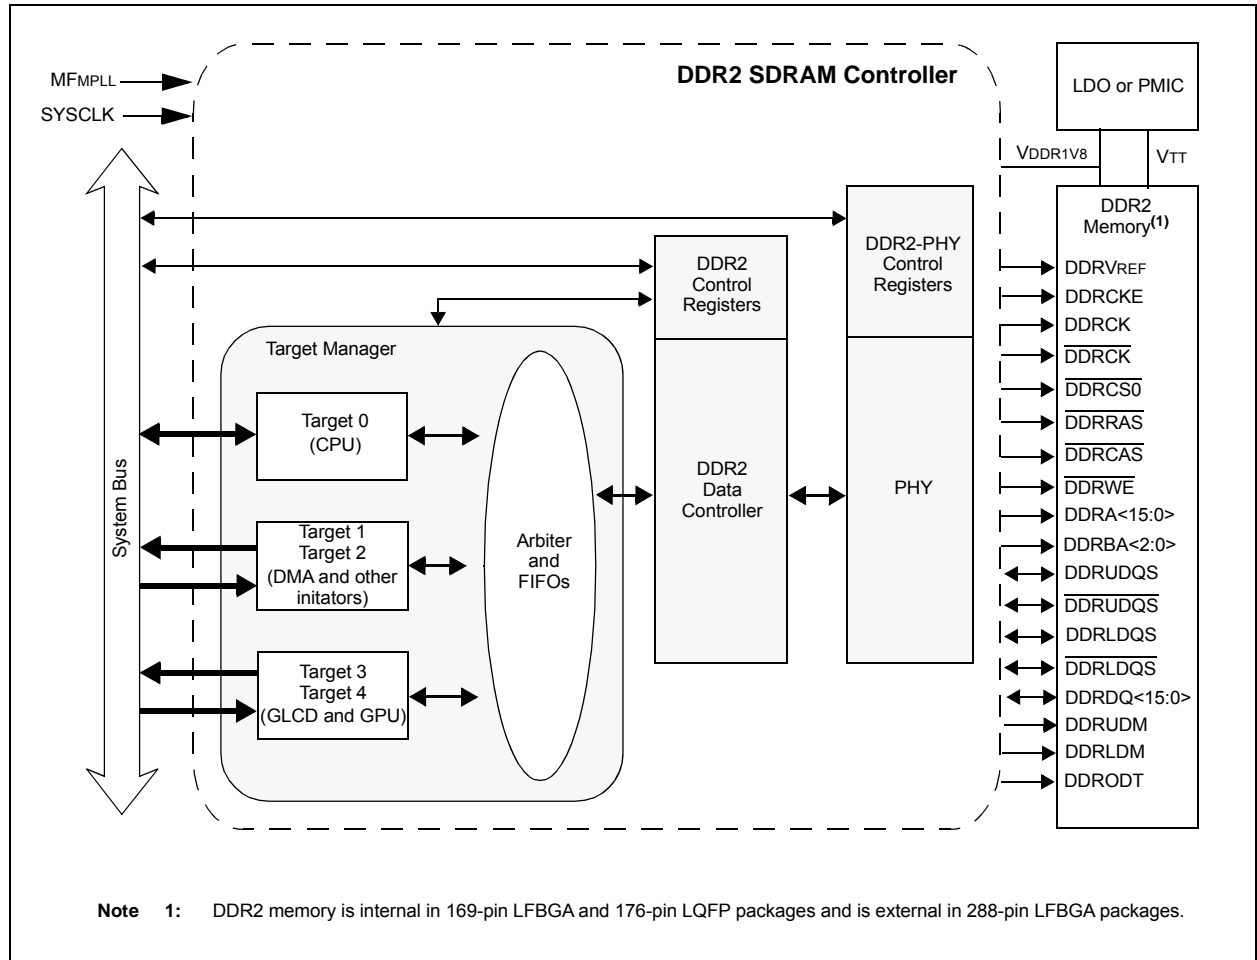 DDR2 SDRAM Controller
MFMPLL
SYSCLK
LDO or PMIC
VDDR1V8
VTT
DDR2
Memory(1)
DDR2-PHY
Control
Registers
DDR2
Control
Registers
Target Manager
Target 0
(CPU)
Target 1
Target 2
(DMA and other
initators)
Target 3
Target 4
(GLCD and GPU)
Arbiter
and
FIFOs
DDR2
Data
Controller
PHY
System Bus
DDRVREF
DDRCKE
DDRCK
DDRCK
DDRCS0
DDRRAS
DDRCAS
DDRWE
DDRA<15:0>
DDRBA<2:0>
DDRUDQS
DDRUDQS
DDRLDQS
DDRLDQS
DDRDQ<15:0>
DDRUDM
DDRLDM
DDRODT
Note 1: DDR2 memory is internal in 169-pin LFBGA and 176-pin LQFP packages and is external in 288-pin LFBGA packages.